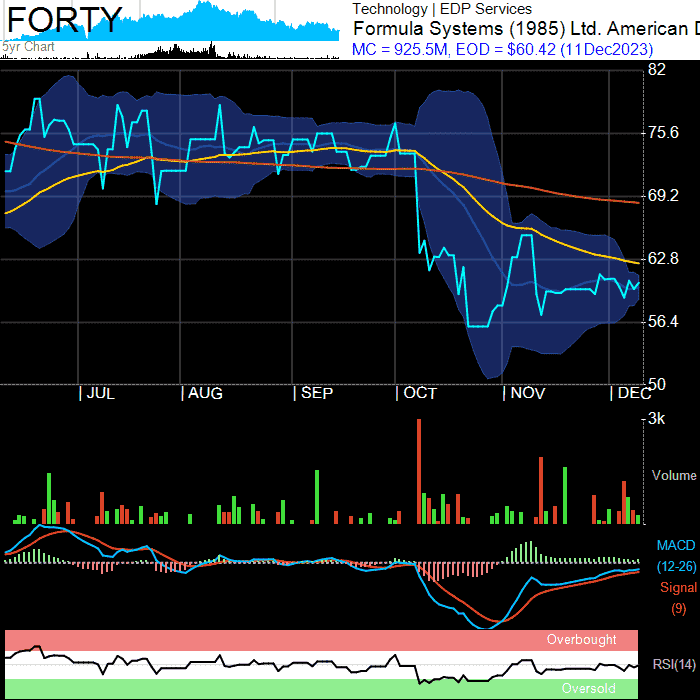 FORTY
5yr Chart
Technology | EDP Services
Formula Systems (1985) Ltd. American D
MC = 925.5M, EOD = $60.42 (11Dec2023)
82
75.6
69.2
62.8
56.4
50
JUL
AUG
SEP
OCT
NOV
DEC
3k
Volume
MACD
(12-26)
Signal
(9)
Overbought
RSI(14)
Oversold